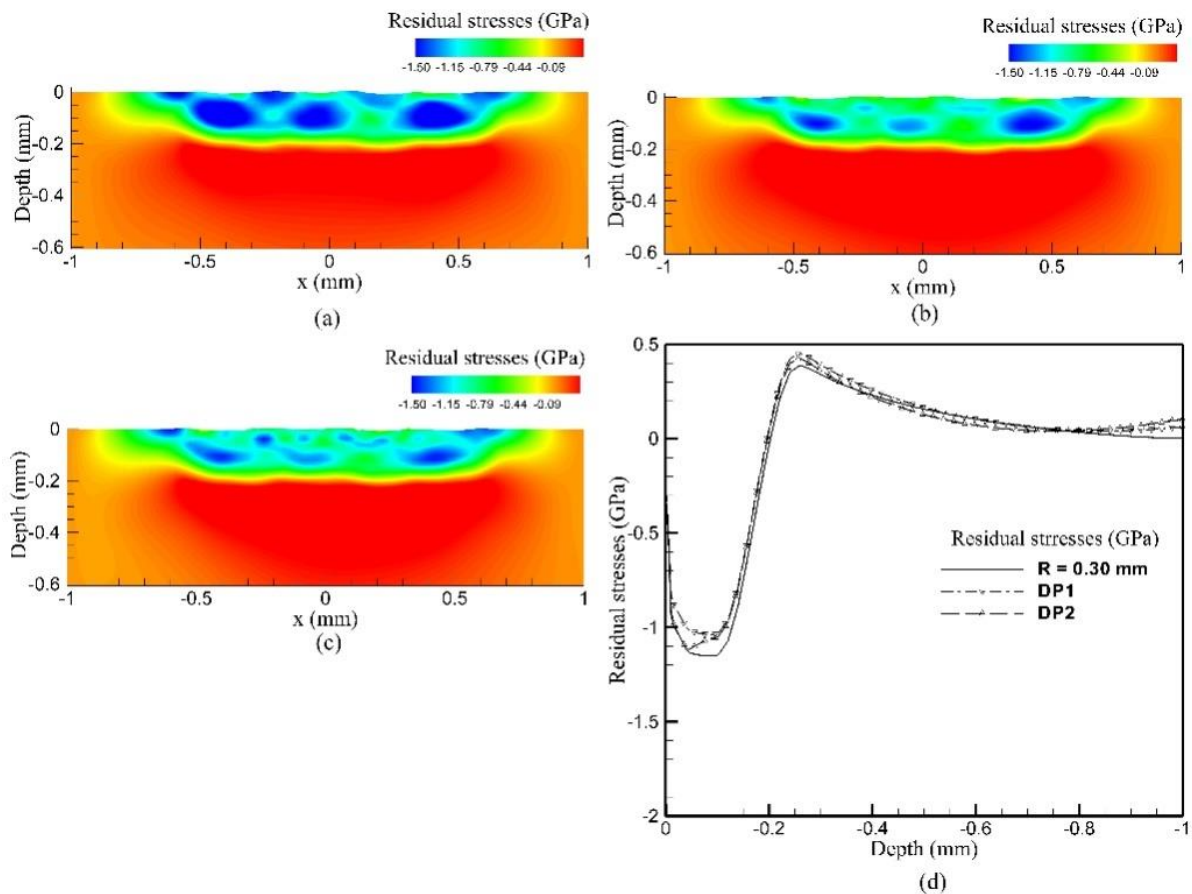 Residual stresses (GPa)
-1.50 -1.15 -0.79 -0.44 -0.09
0
-0.2
-0.4
-0.6
Depth (mm)
-1 -0.5 0 0.5 1
x (mm)
(a)
Residual stresses (GPa)
-1.50 -1.15 -0.79 -0.44 -0.09
0
-0.2
-0.4
-0.6
Depth (mm)
-1 -0.5 0 0.5 1
x (mm)
(b)
Residual stresses (GPa)
-1.50 -1.15 -0.79 -0.44 -0.09
0
-0.2
-0.4
-0.6
Depth (mm)
-1 -0.5 0 0.5 1
x (mm)
(c)
0.5
0
-0.5
-1
-1.5
-2
Residual stresses (GPa)
Residual strresses (GPa)
R = 0.30 mm
DP1
DP2
0 -0.2 -0.4 -0.6 -0.8 -1
Depth (mm)
(d)